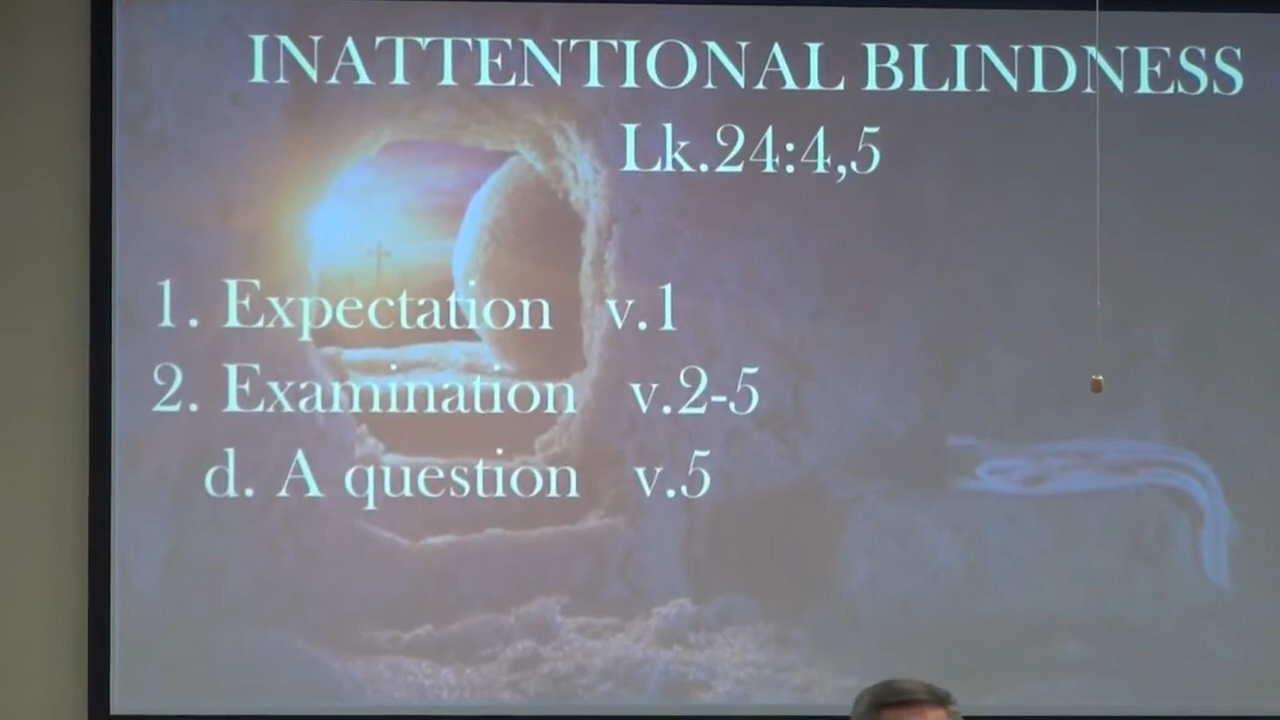 INATTENTIONAL BLINDNESS
Lk.24:4,5
1. Expectation v.1
2. Examination v.2-5
d. A question v.5